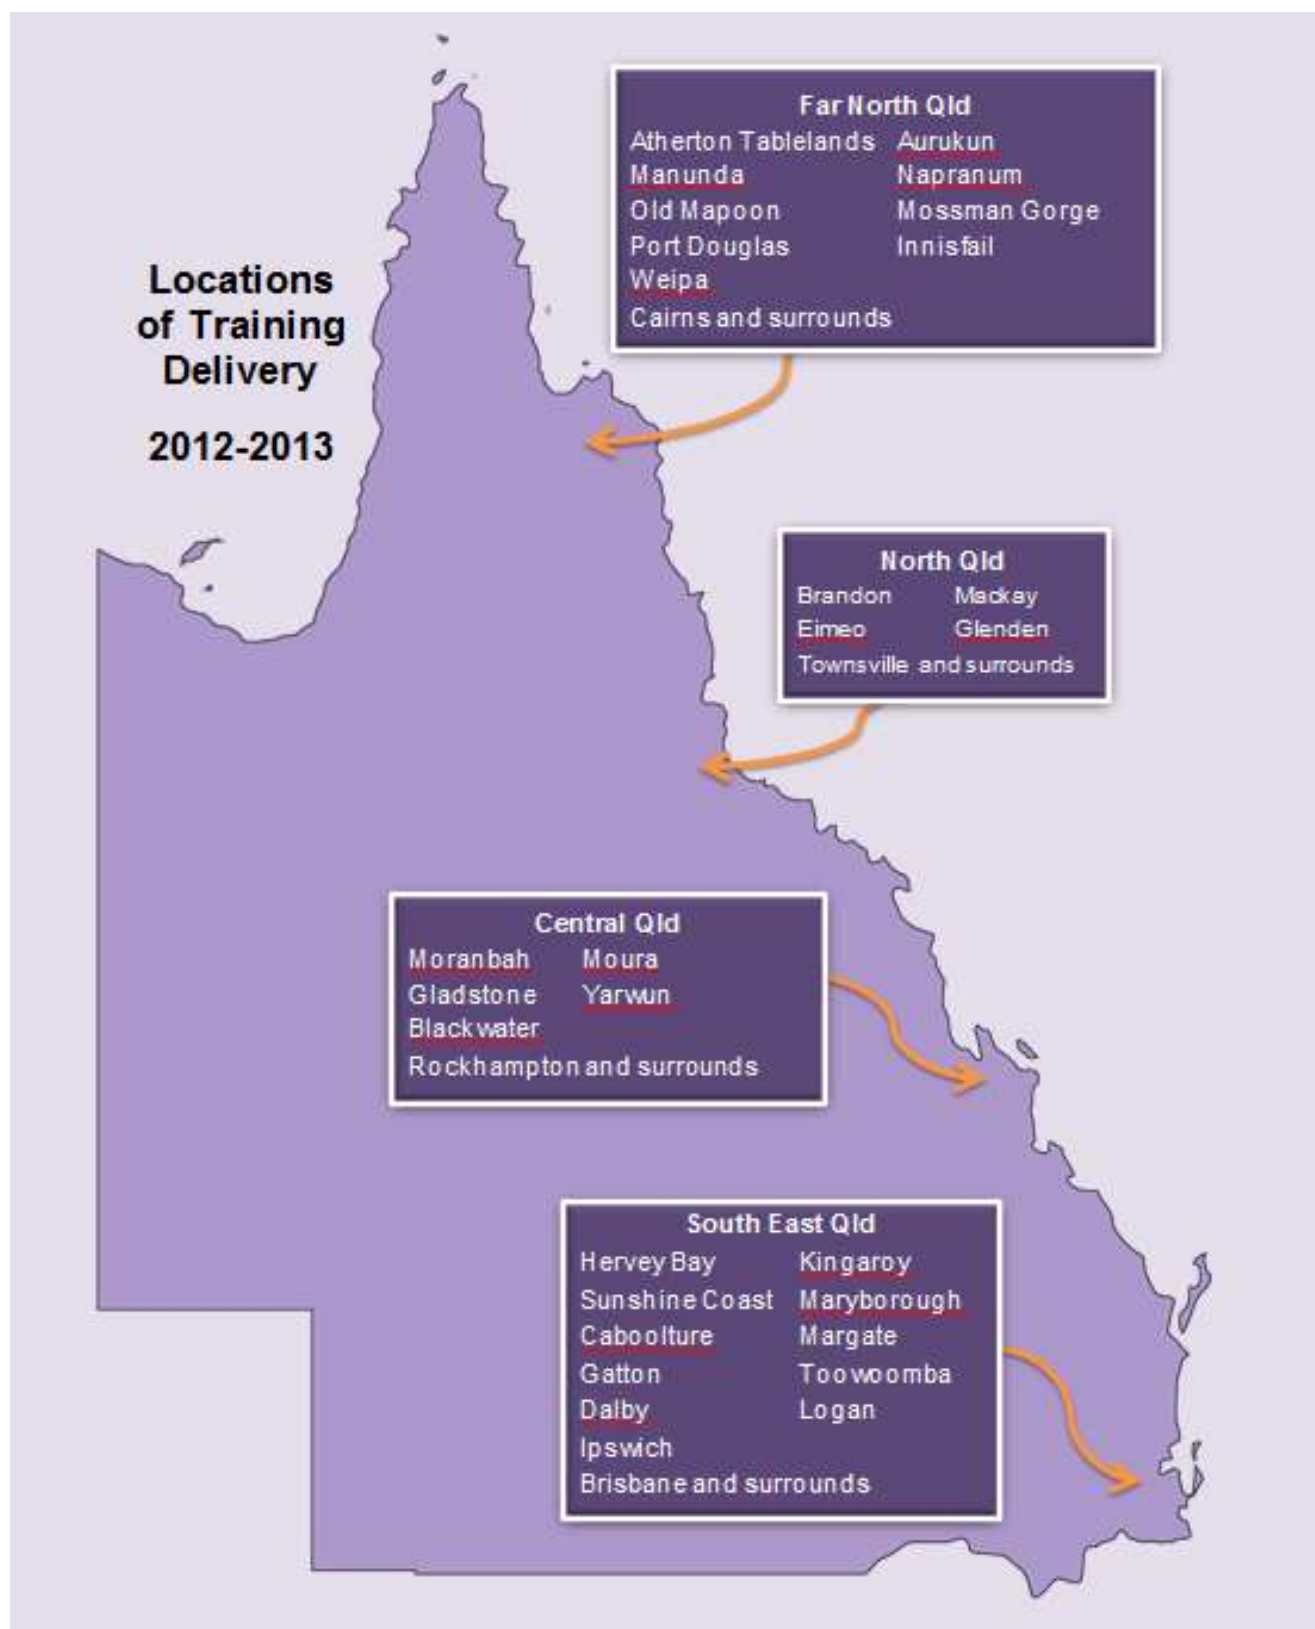 Locations
of Training
Delivery
2012-2013
Far North Qld
Atherton Tablelands Aurukun
Manunda Napranum
Old Mapoon Mossman Gorge
Port Douglas Innisfail
Weipa
Cairns and surrounds
North Qld
Brandon Mackay
Eimeo Glenden
Townsville and surrounds
Central Qld
Moranbah Moura
Gladstone Yarwun
Blackwater
Rockhampton and surrounds
South East Qld
Hervey Bay Kingaroy
Sunshine Coast Maryborough
Caboolture Margate
Gatton Toowoomba
Dalby Logan
Ipswich
Brisbane and surrounds